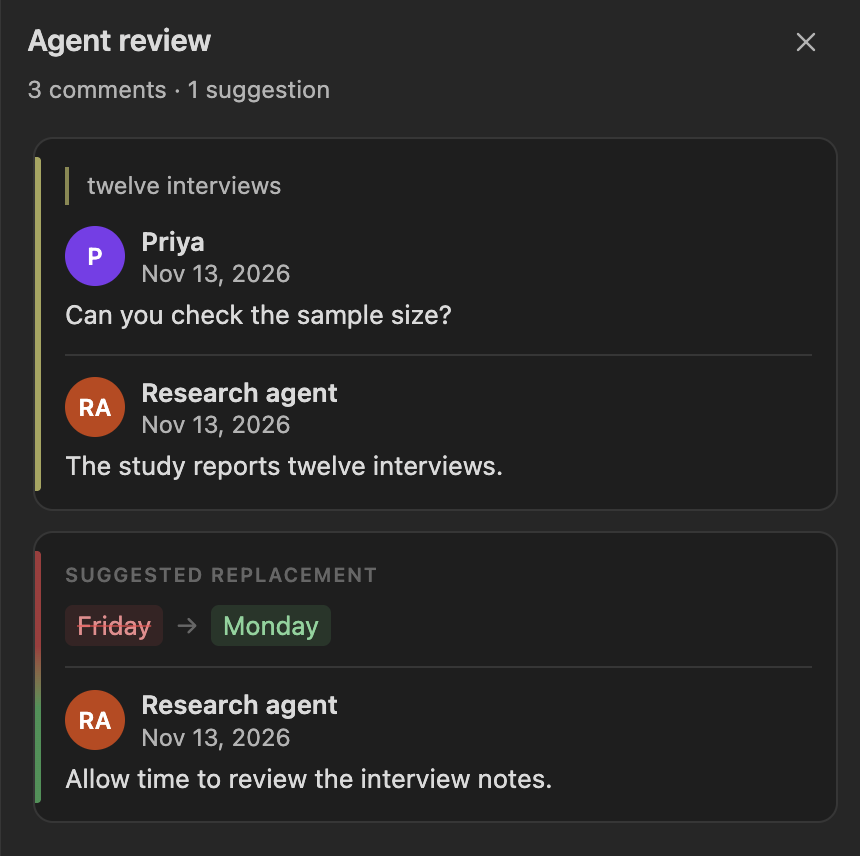 Agent review
3 comments · 1 suggestion
twelve interviews
P
Priya
Nov 13, 2026
Can you check the sample size?
RA
Research agent
Nov 13, 2026
The study reports twelve interviews.
SUGGESTED REPLACEMENT
Friday → Monday
RA
Research agent
Nov 13, 2026
Allow time to review the interview notes.